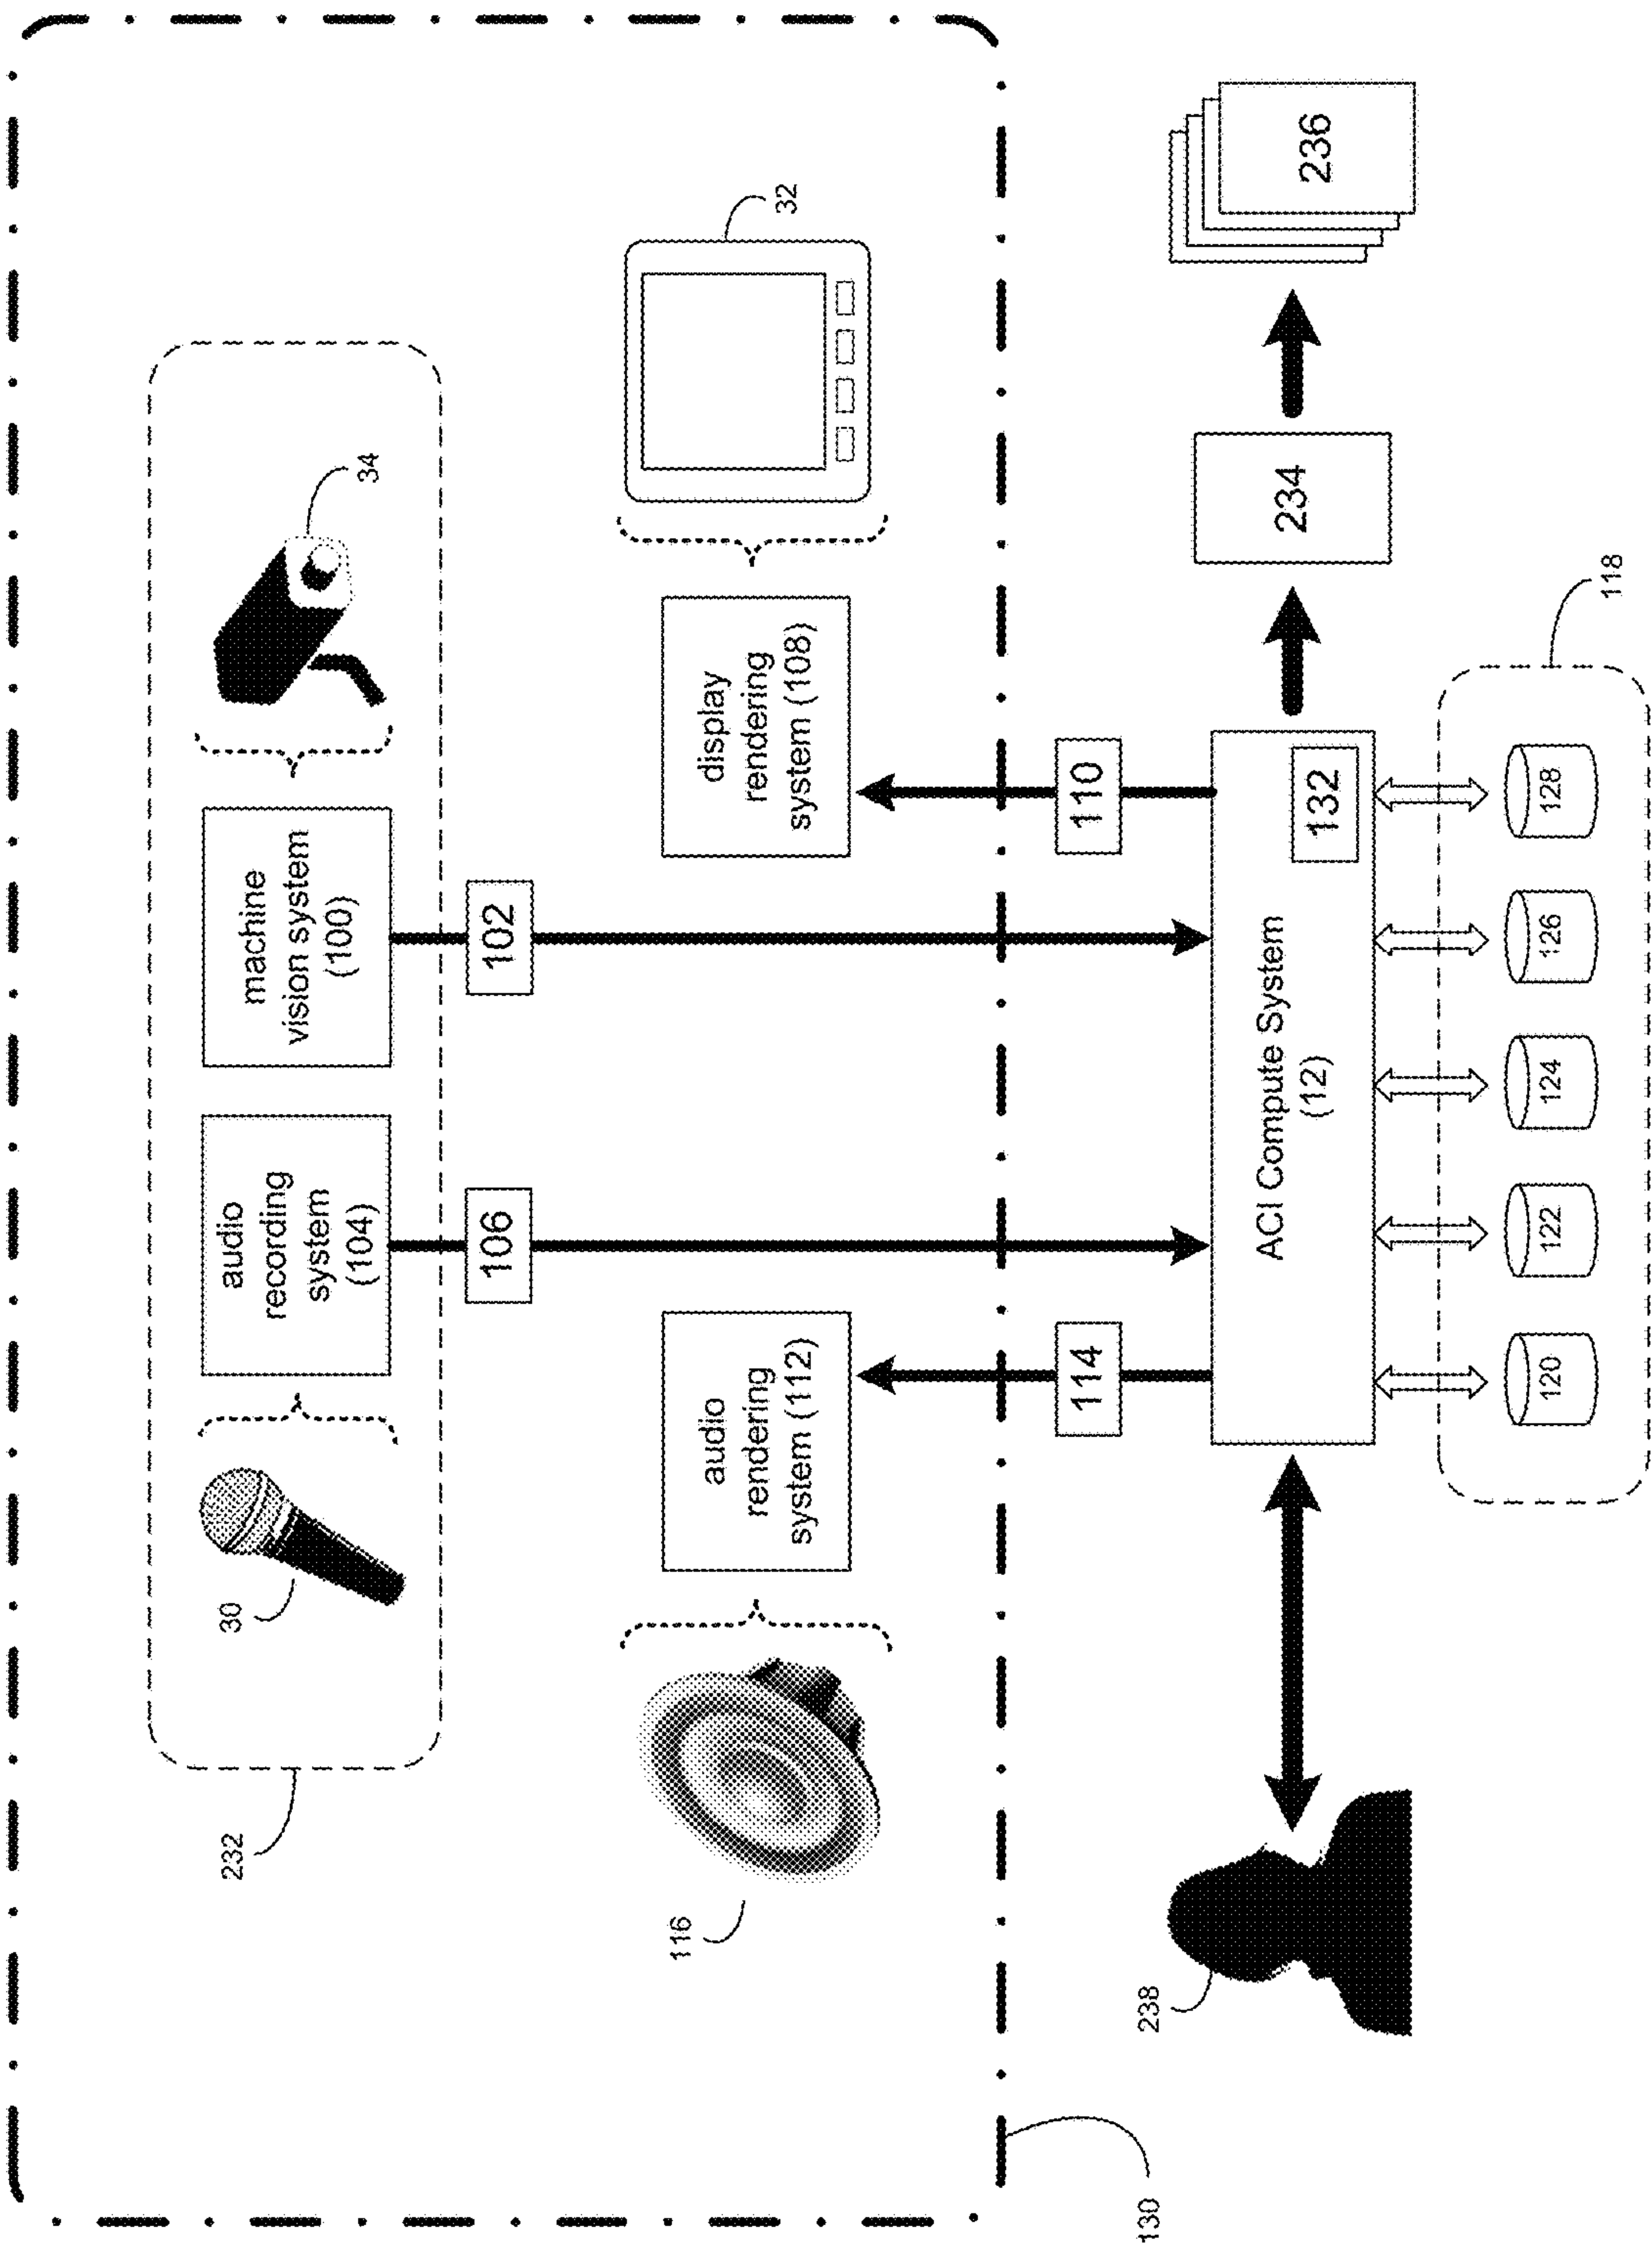 232
30
audio
recording
system
(104)
machine
vision system
(100)
34
106
102
116
audio
rendering
system (112)
display
rendering
system (108)
32
130
114
110
238
ACI Compute System
(12)
132
234
236
120
122
124
126
128
118